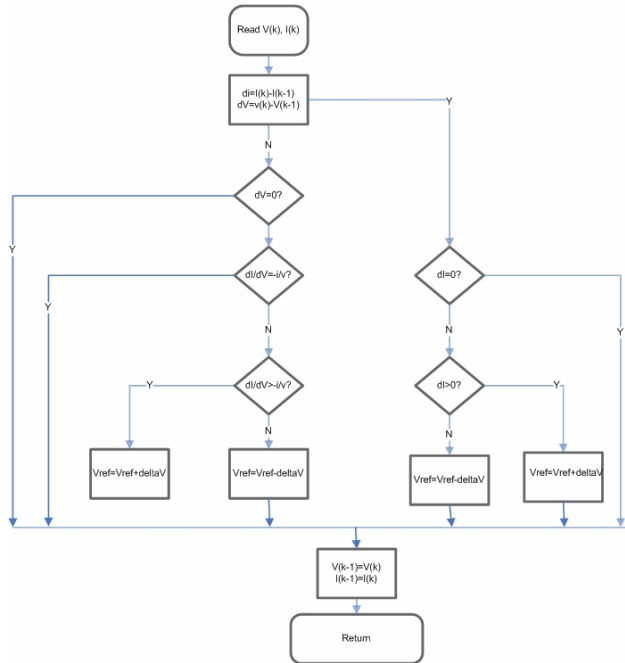 Read V(k), I(k)
di=I(k)-I(k-1)
dV=v(k)-V(k-1)
Y
N
dV=0?
Y
Y
dI/dV=-i/v?
dI=0?
Y
Y
N
N
dI/dV>-i/v?
dI>0?
Y
Y
N
N
Vref=Vref+deltaV
Vref=Vref-deltaV
Vref=Vref-deltaV
Vref=Vref+deltaV
V(k-1)=V(k)
I(k-1)=I(k)
Return